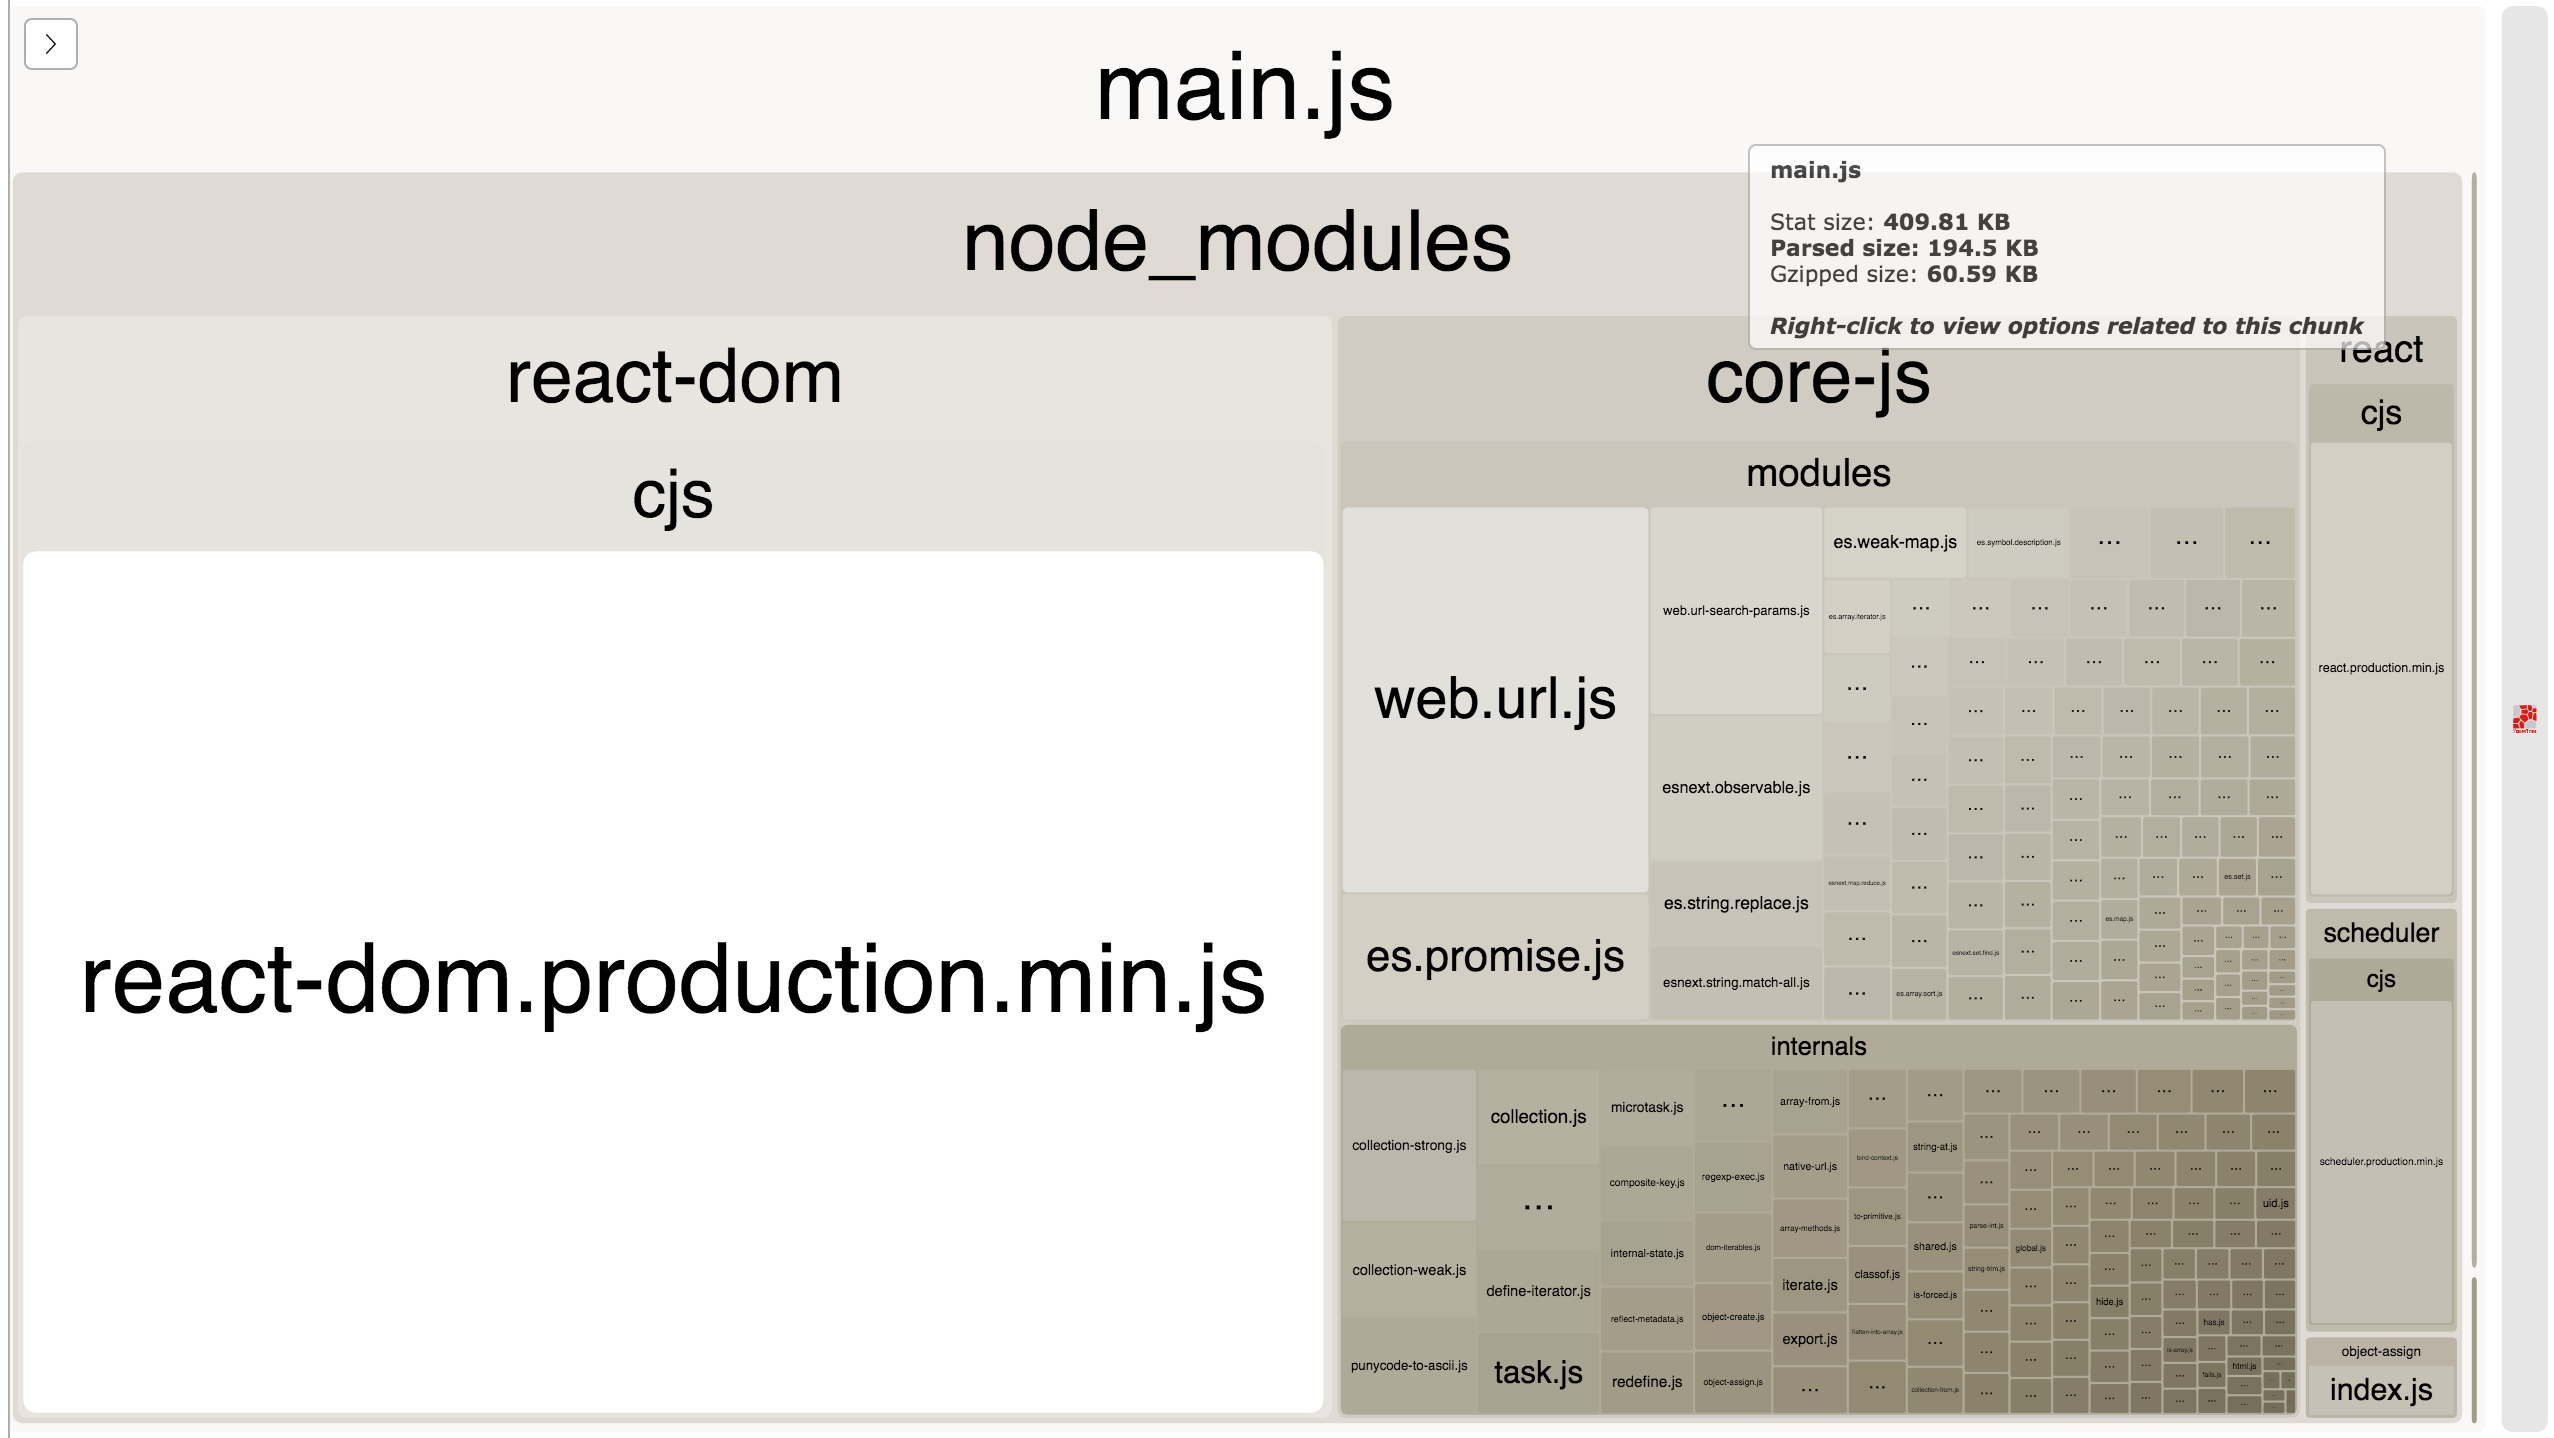 main.js
main.js
Stat size: 409.81 KB
Parsed size: 194.5 KB
Gzipped size: 60.59 KB
Right-click to view options related to this chunk
node_modules
react-dom
cjs
react-dom.production.min.js
core-js
modules
web.url.js
es.promise.js
web.url-search-params.js
esnext.observable.js
es.string.replace.js
esnext.string.match-all.js
es.weak-map.js
es.symbol.description.js
es.array.iterator.js
esnext.map.reduce.js
es.array.sort.js
esnext.set.find.js
es.map.js
es.set.js
internals
collection-strong.js
collection-weak.js
punycode-to-ascii.js
collection.js
...
define-iterator.js
task.js
microtask.js
composite-key.js
internal-state.js
reflect-metadata.js
redefine.js
...
regexp-exec.js
dom-iterables.js
object-create.js
object-assign.js
array-from.js
native-url.js
array-methods.js
iterate.js
export.js
...
bind-context.js
to-primitive.js
classof.js
flatten-into-array.js
string-at.js
shared.js
is-forced.js
collection-from.js
parse-int.js
string-trim.js
global.js
hide.js
uid.js
has.js
is-array.js
fails.js
html.js
react
cjs
react.production.min.js
scheduler
cjs
scheduler.production.min.js
object-assign
index.js